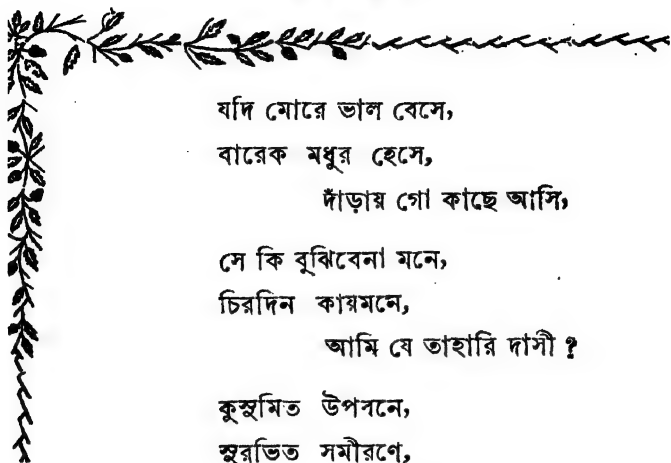 যদি মোরে ভাল বেসে,
বারেক মধুর হেসে,
দাঁড়ায় গো কাছে আসি,
সে কি বুঝিবেনা মনে,
চিরদিন কায়মনে,
আমি যে তাহারি দাসী ?
কুসুমিত উপবনে,
সুরভিত সমীরণে,